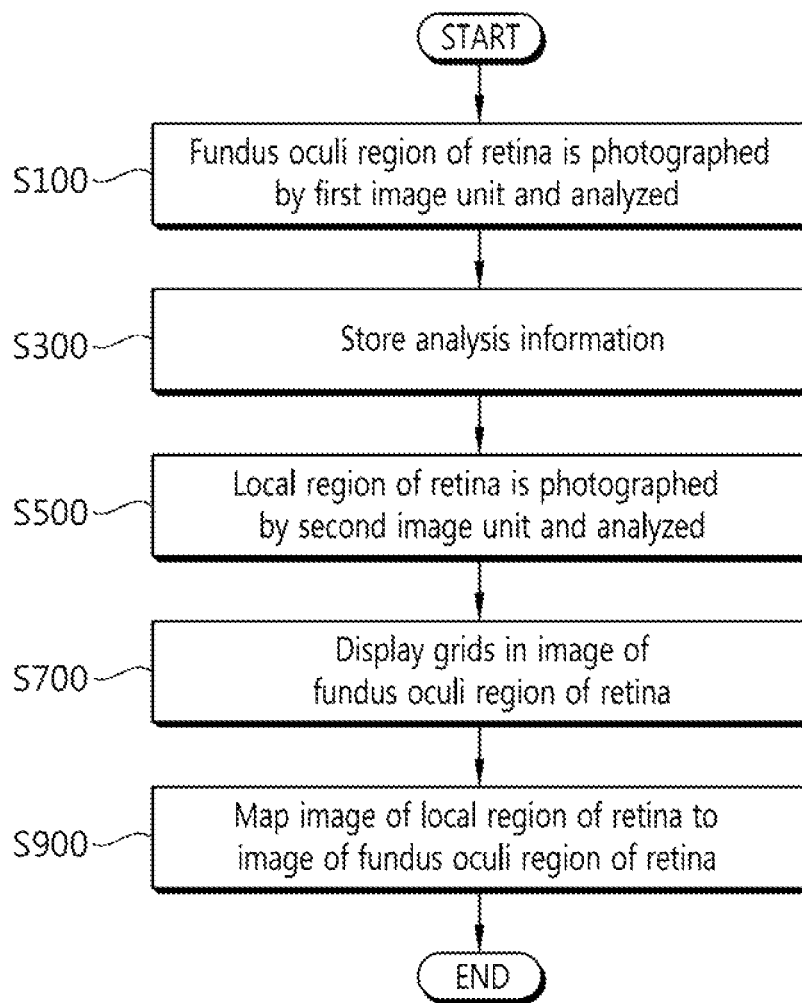 START
S100
Fundus oculi region of retina is photographed
by first image unit and analyzed
S300
Store analysis information
S500
Local region of retina is photographed
by second image unit and analyzed
S700
Display grids in image of
fundus oculi region of retina
S900
Map image of local region of retina to
image of fundus oculi region of retina
END